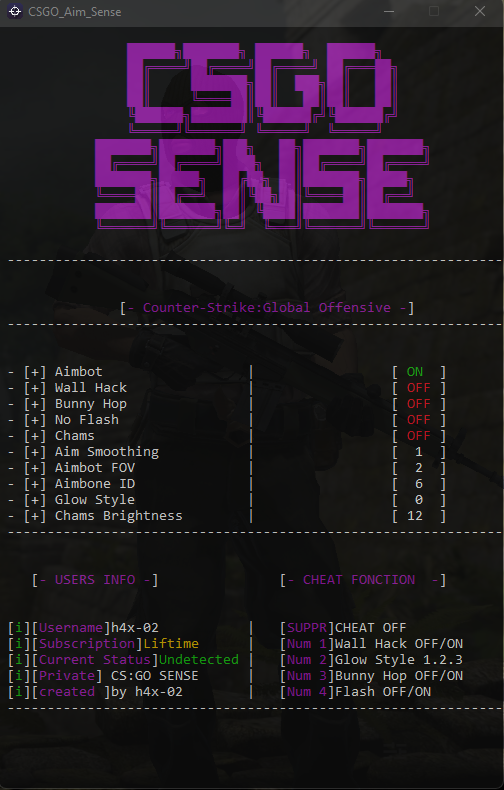 CSGO_Aim_Sense
CSGO
SENSE
[- Counter-Strike:Global Offensive -]
- [+] Aimbot | [ ON ]
- [+] Wall Hack | [ OFF ]
- [+] Bunny Hop | [ OFF ]
- [+] No Flash | [ OFF ]
- [+] Chams | [ OFF ]
- [+] Aim Smoothing | [ 1 ]
- [+] Aimbot FOV | [ 2 ]
- [+] Aimbone ID | [ 6 ]
- [+] Glow Style | [ 0 ]
- [+] Chams Brightness | [ 12 ]
[- USERS INFO -] [- CHEAT FONCTION -]
[i][Username]h4x-02 | [SUPPR]CHEAT OFF
[i][Subscription]Liftime | [Num 1]Wall Hack OFF/ON
[i][Current Status]Undetected | [Num 2]Glow Style 1.2.3
[i][Private] CS:GO SENSE | [Num 3]Bunny Hop OFF/ON
[i][created ]by h4x-02 | [Num 4]Flash OFF/ON